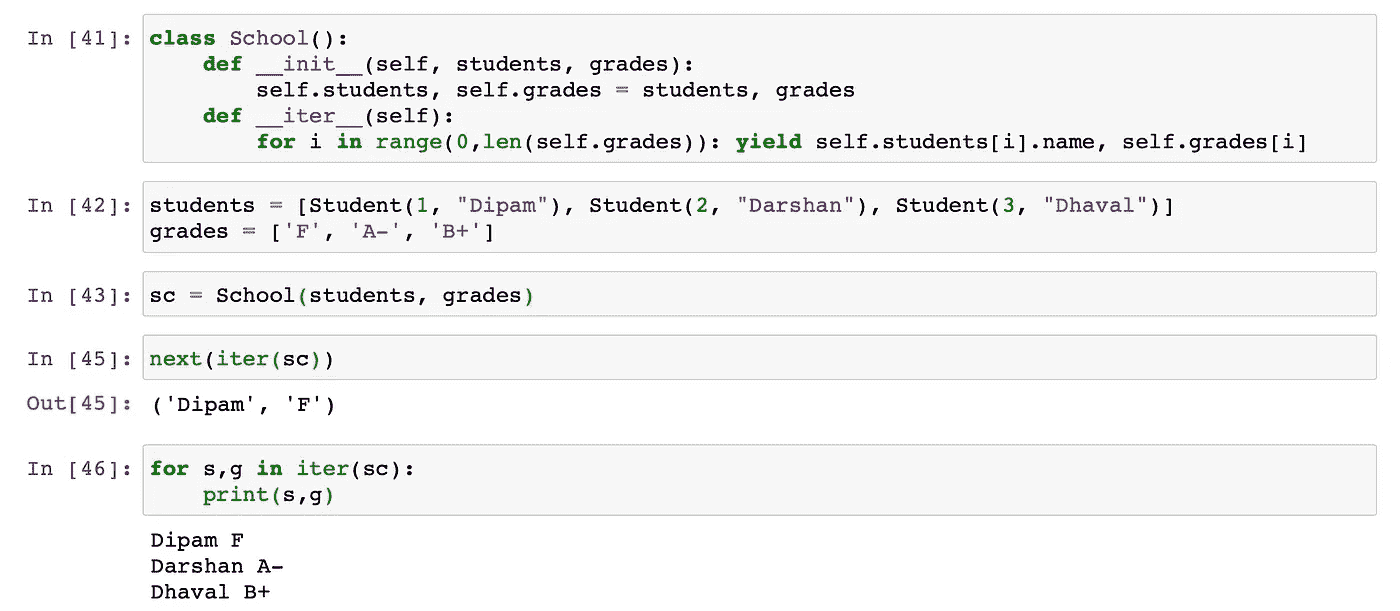 In [41]: class School():
    def __init__(self, students, grades):
        self.students, self.grades = students, grades
    def __iter__(self):
        for i in range(0,len(self.grades)): yield self.students[i].name, self.grades[i]
In [42]: students = [Student(1, "Dipam"), Student(2, "Darshan"), Student(3, "Dhaval")]
grades = ['F', 'A-', 'B+']
In [43]: sc = School(students, grades)
In [45]: next(iter(sc))
Out[45]: ('Dipam', 'F')
In [46]: for s,g in iter(sc):
    print(s,g)
Dipam F
Darshan A-
Dhaval B+